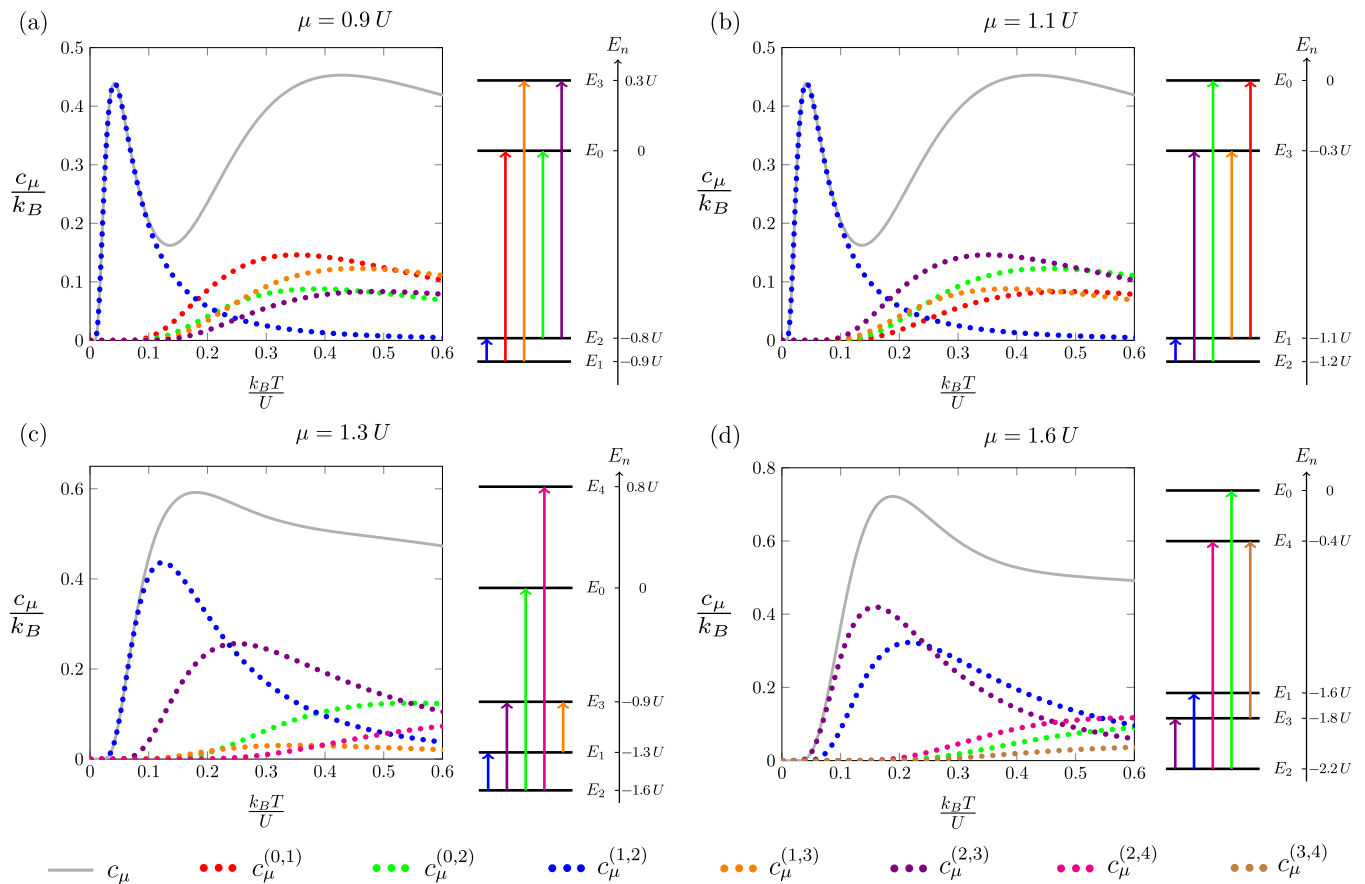 (a) μ = 0.9 U
0.5
0.4
0.3
0.2
0.1
0
c_μ / k_B
0 0.1 0.2 0.3 0.4 0.5 0.6
k_B T / U
E_n
E_3 0.3 U
E_0 0
E_2 −0.8 U
E_1 −0.9 U
(b) μ = 1.1 U
0.5
0.4
0.3
0.2
0.1
0
c_μ / k_B
0 0.1 0.2 0.3 0.4 0.5 0.6
k_B T / U
E_n
E_0 0
E_3 −0.3 U
E_1 −1.1 U
E_2 −1.2 U
(c) μ = 1.3 U
0.6
0.4
0.2
0
c_μ / k_B
0 0.1 0.2 0.3 0.4 0.5 0.6
k_B T / U
E_n
E_4 0.8 U
E_0 0
E_3 −0.9 U
E_1 −1.3 U
E_2 −1.6 U
(d) μ = 1.6 U
0.8
0.6
0.4
0.2
0
c_μ / k_B
0 0.1 0.2 0.3 0.4 0.5 0.6
k_B T / U
E_n
E_0 0
E_4 −0.4 U
E_1 −1.6 U
E_3 −1.8 U
E_2 −2.2 U
c_μ c_μ^(0,1) c_μ^(0,2) c_μ^(1,2) c_μ^(1,3) c_μ^(2,3) c_μ^(2,4) c_μ^(3,4)